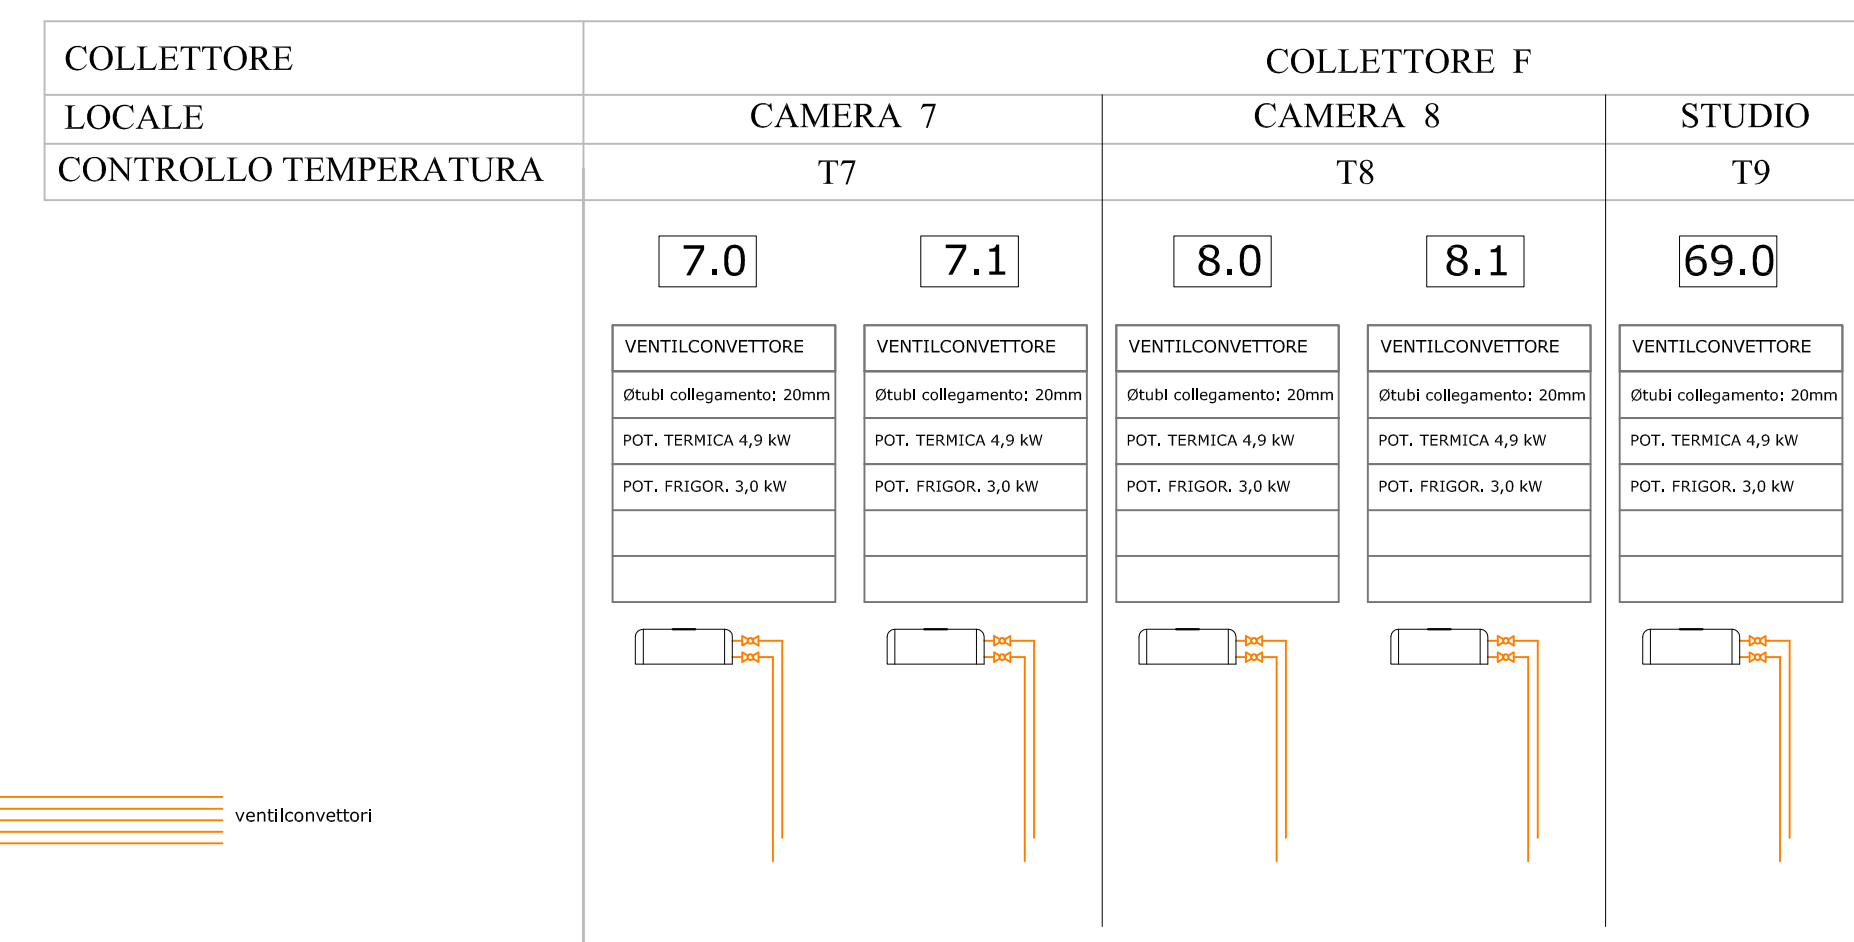 COLLETTORE COLLETTORE F
LOCALE CAMERA 7 CAMERA 8 STUDIO
CONTROLLO TEMPERATURA T7 T8 T9
7.0 7.1 8.0 8.1 69.0
VENTILCONVETTORE VENTILCONVETTORE VENTILCONVETTORE VENTILCONVETTORE VENTILCONVETTORE
Øtubi collegamento: 20mm Øtubi collegamento: 20mm Øtubi collegamento: 20mm Øtubi collegamento: 20mm Øtubi collegamento: 20mm
POT. TERMICA 4,9 kW POT. TERMICA 4,9 kW POT. TERMICA 4,9 kW POT. TERMICA 4,9 kW POT. TERMICA 4,9 kW
POT. FRIGOR. 3,0 kW POT. FRIGOR. 3,0 kW POT. FRIGOR. 3,0 kW POT. FRIGOR. 3,0 kW POT. FRIGOR. 3,0 kW
ventilconvettori